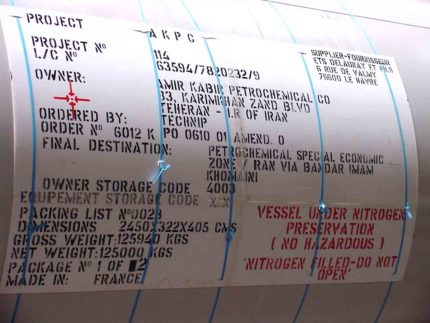 PROJECT AKPC
PROJECT Nº 114
L/C Nº 63594/7820232/9
SUPPLIER-FOURNISSEUR
ETS DELAUNAY ET FILS
6 RUE DE VALMY
76600 LE HAVRE
OWNER: AMIR KABIR PETROCHEMICAL CO
KARIMKHAN ZAND BLVD
TEHERAN - I.R OF IRAN
ORDERED BY: TECHNIP
ORDER Nº 6012 K PO 0610 01 AMEND. 0
FINAL DESTINATION: PETROCHEMICAL SPECIAL ECONOMIC
ZONE / RAN VIA BANDAR IMAM
KHOMAINI
OWNER STORAGE CODE 4003
EQUIPEMENT STORAGE CODE XX
PACKING LIST Nº0029
DIMENSIONS 2450X322X405 CMS
GROSS WEIGHT:125940 KGS
NET WEIGHT:125000 KGS
PACKAGE Nº 1 OF 2
MADE IN: FRANCE
VESSEL UNDER NITROGEN
PRESERVATION
( NO HAZARDOUS )
'NITROGEN FILLED-DO NOT
OPEN'